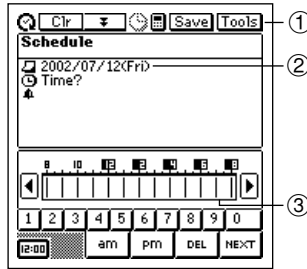 Clr Save Tools
Schedule
2002/07/12(Fri)
Time?
8 10 12 2 4 6 8
1 2 3 4 5 6 7 8 9 0
12:00 am pm DEL NEXT
1
2
3